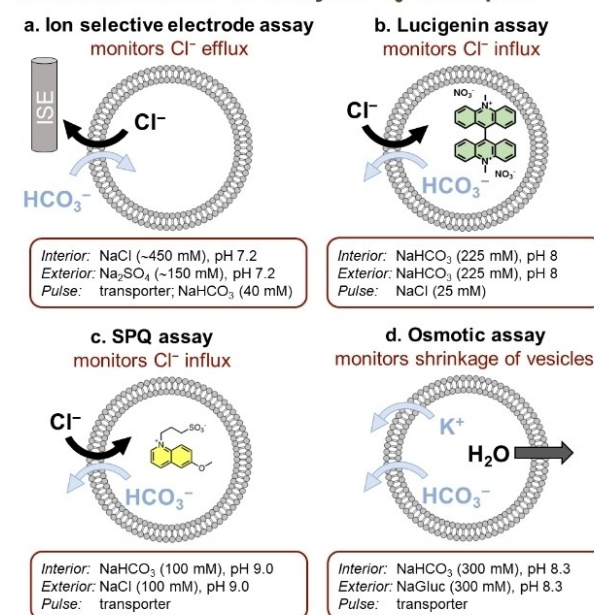 a. Ion selective electrode assay
monitors Cl⁻ efflux
ISE
Cl⁻
HCO₃⁻
Interior: NaCl (~450 mM), pH 7.2
Exterior: Na₂SO₄ (~150 mM), pH 7.2
Pulse: transporter; NaHCO₃ (40 mM)
b. Lucigenin assay
monitors Cl⁻ influx
NO₃⁻
Cl⁻
N⁺
N⁺
NO₃⁻
HCO₃⁻
Interior: NaHCO₃ (225 mM), pH 8
Exterior: NaHCO₃ (225 mM), pH 8
Pulse: NaCl (25 mM)
c. SPQ assay
monitors Cl⁻ influx
Cl⁻
SO₃⁻
N⁺
O
HCO₃⁻
Interior: NaHCO₃ (100 mM), pH 9.0
Exterior: NaCl (100 mM), pH 9.0
Pulse: transporter
d. Osmotic assay
monitors shrinkage of vesicles
K⁺
H₂O
HCO₃⁻
Interior: NaHCO₃ (300 mM), pH 8.3
Exterior: NaGluc (300 mM), pH 8.3
Pulse: transporter